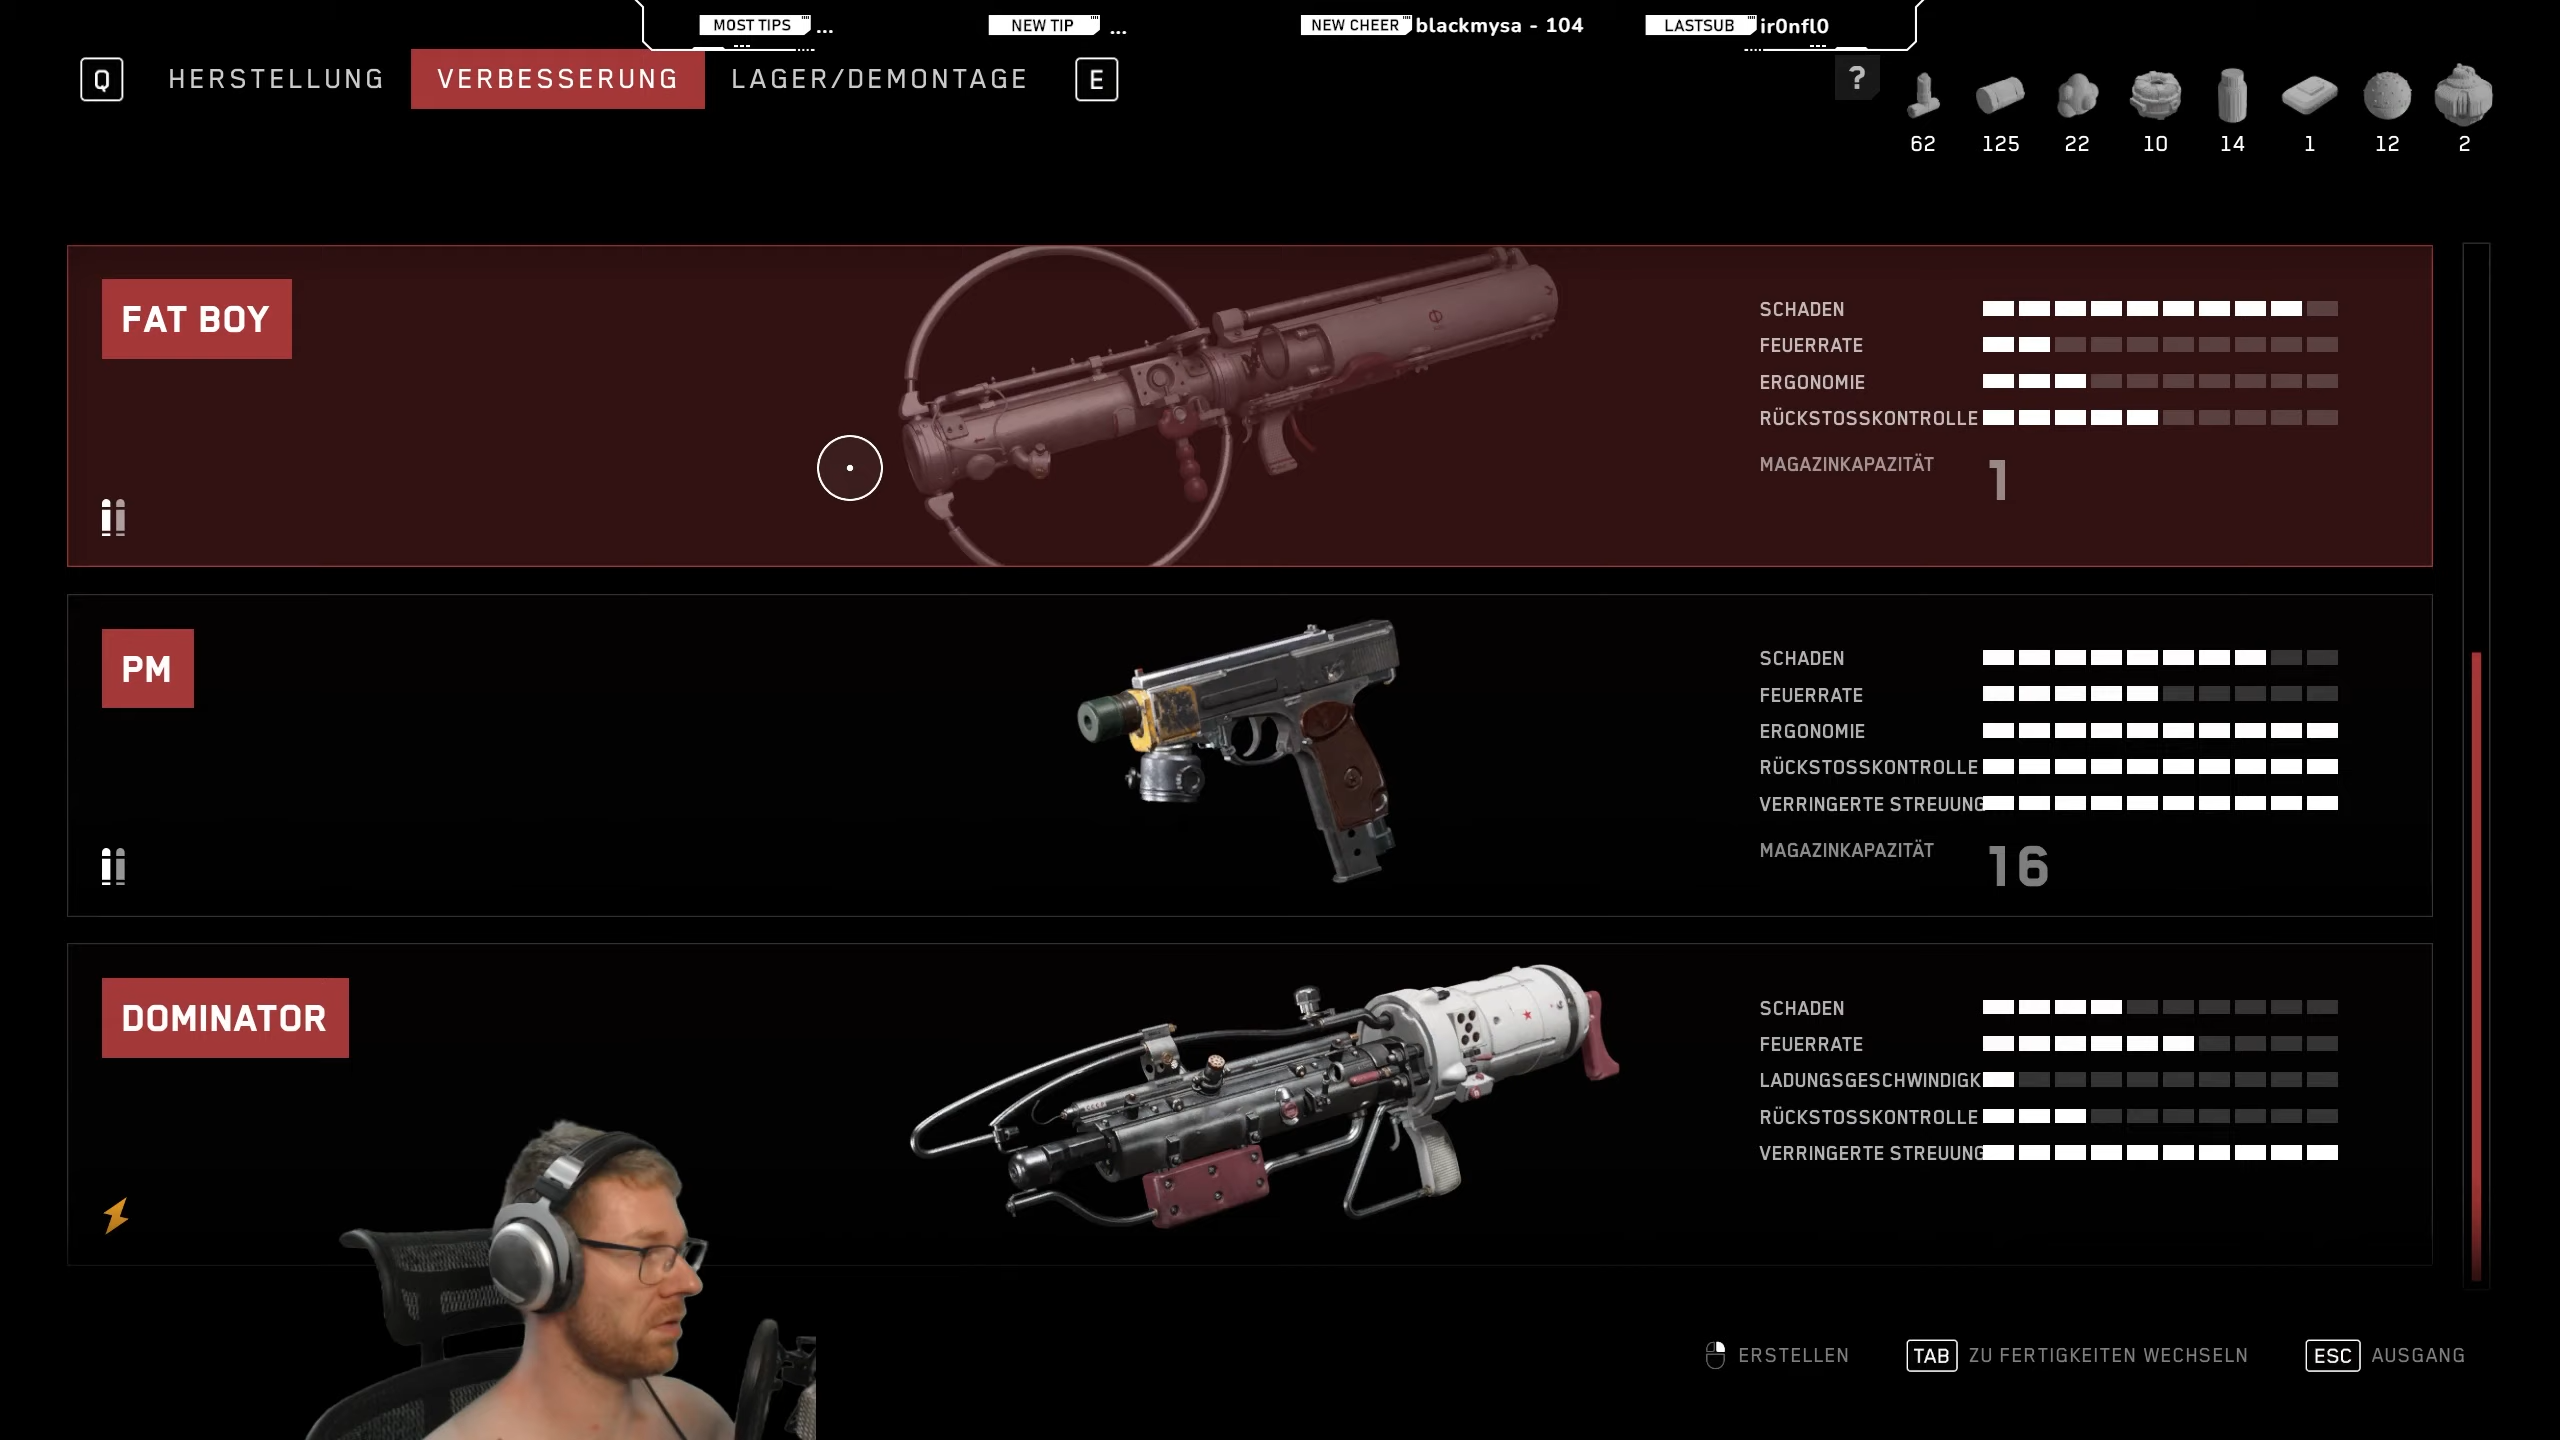 MOST TIPS ...
NEW TIP ...
NEW CHEER blackmysa - 104
LASTSUB ir0nfl0
Q HERSTELLUNG VERBESSERUNG LAGER/DEMONTAGE E
?
62 125 22 10 14 1 12 2
FAT BOY
SCHADEN
FEUERRATE
ERGONOMIE
RÜCKSTOSSKONTROLLE
MAGAZINKAPAZITÄT 1
PM
SCHADEN
FEUERRATE
ERGONOMIE
RÜCKSTOSSKONTROLLE
VERRINGERTE STREUUNG
MAGAZINKAPAZITÄT 16
DOMINATOR
SCHADEN
FEUERRATE
LADUNGSGESCHWINDIGK
RÜCKSTOSSKONTROLLE
VERRINGERTE STREUUNG
ERSTELLEN TAB ZU FERTIGKEITEN WECHSELN ESC AUSGANG